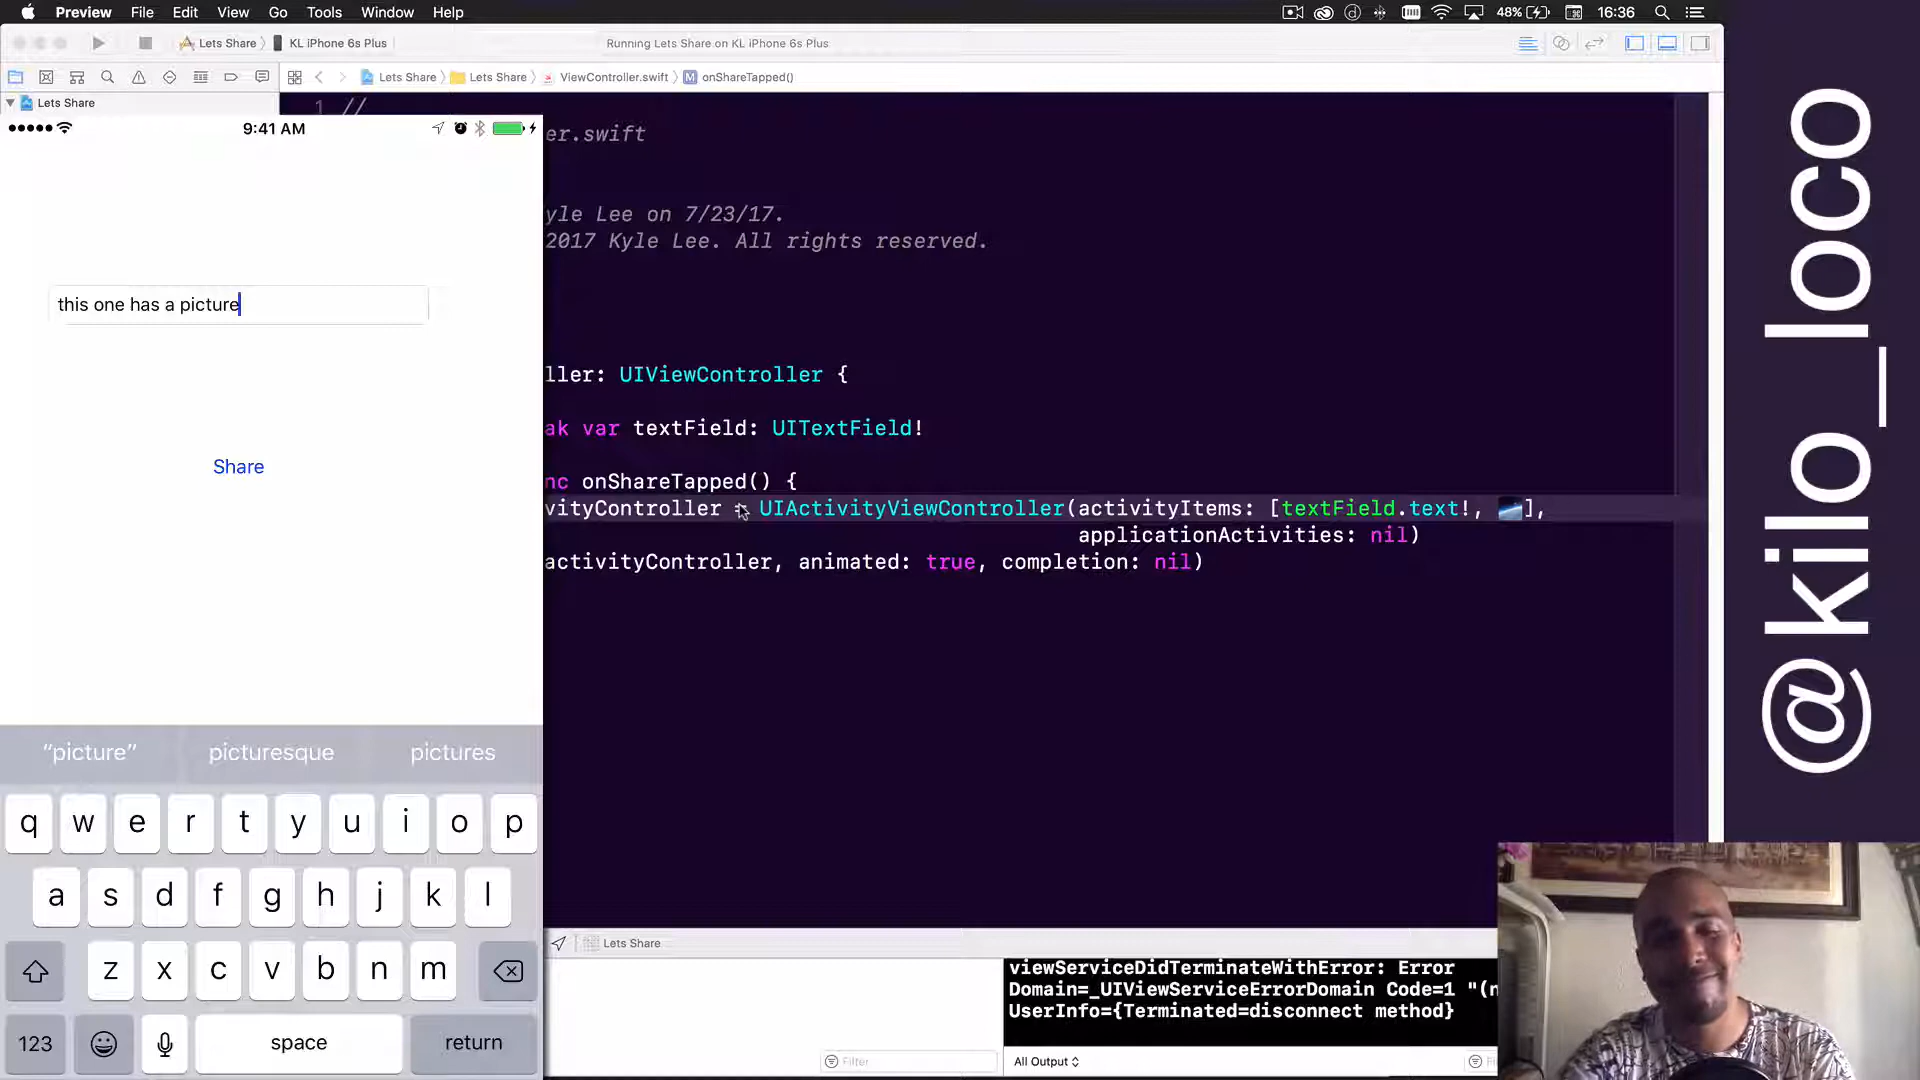 Preview File Edit View Go Tools Window Help 48% 16:36
Lets Share KL iPhone 6s Plus Running Lets Share on KL iPhone 6s Plus
Lets Share Lets Share ViewController.swift M onShareTapped()
Lets Share
1 //
9:41 AM
er.swift
yle Lee on 7/23/17.
2017 Kyle Lee. All rights reserved.
this one has a picture
ller: UIViewController {
ak var textField: UITextField!
Share
nc onShareTapped() {
vityController = UIActivityViewController(activityItems: [textField.text!, ],
applicationActivities: nil)
activityController, animated: true, completion: nil)
“picture” picturesque pictures
q w e r t y u i o p
a s d f g h j k l
z x c v b n m
123 space return
Lets Share
viewServiceDidTerminateWithError: Error
Domain=_UIViewServiceErrorDomain Code=1 "(n
UserInfo={Terminated=disconnect method}
Filter All Output
@kilo_loco